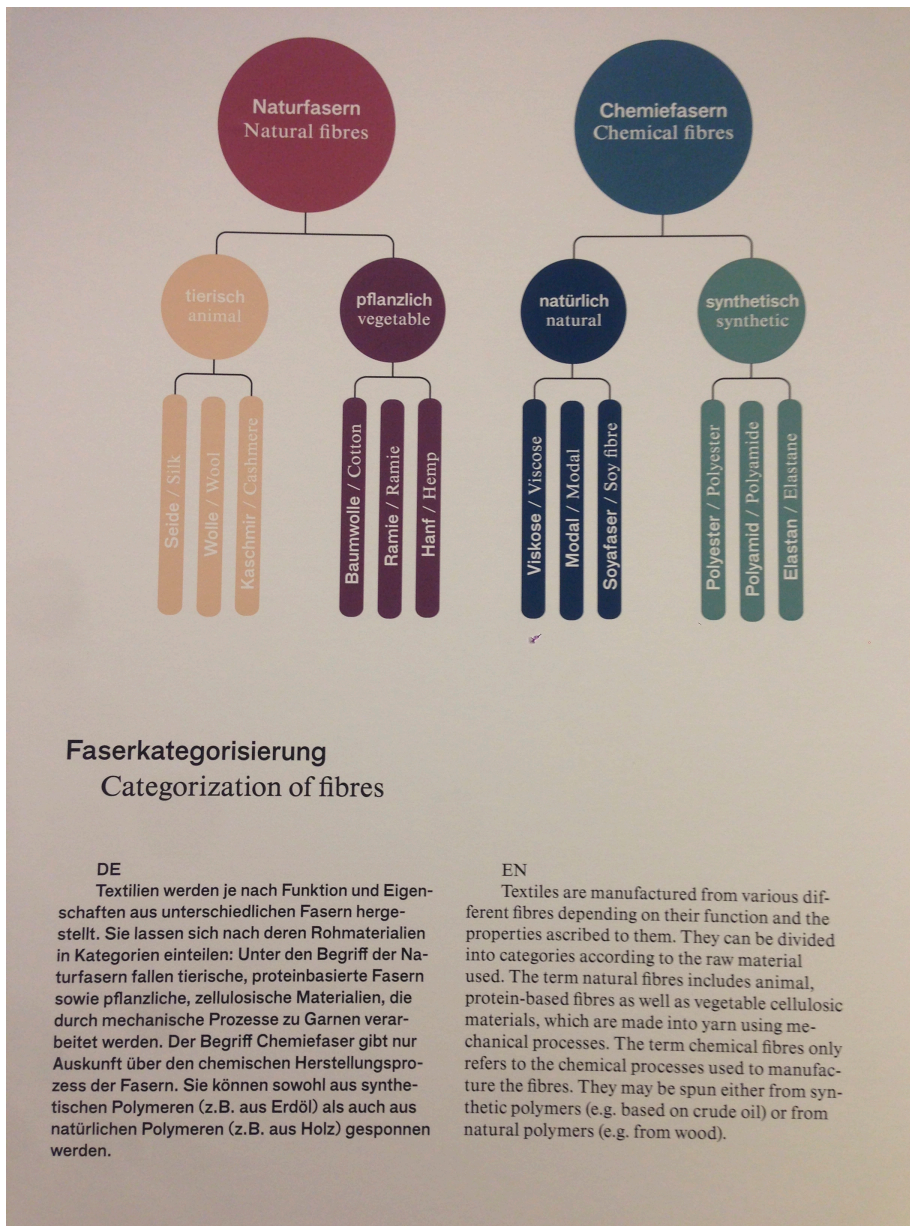 Naturfasern
Natural fibres
Chemiefasern
Chemical fibres
tierisch
animal
pflanzlich
vegetable
natürlich
natural
synthetisch
synthetic
Seide / Silk
Wolle / Wool
Kaschmir / Cashmere
Baumwolle / Cotton
Ramie / Ramie
Hanf / Hemp
Viskose / Viscose
Modal / Modal
Soyafaser / Soy fibre
Polyester / Polyester
Polyamid / Polyamide
Elastan / Elastane
Faserkategorisierung
Categorization of fibres
DE
Textilien werden je nach Funktion und Eigen-
schaften aus unterschiedlichen Fasern herge-
stellt. Sie lassen sich nach deren Rohmaterialien
in Kategorien einteilen: Unter den Begriff der Na-
turfasern fallen tierische, proteinbasierte Fasern
sowie pflanzliche, zellulosische Materialien, die
durch mechanische Prozesse zu Garnen verar-
beitet werden. Der Begriff Chemiefaser gibt nur
Auskunft über den chemischen Herstellungspro-
zess der Fasern. Sie können sowohl aus synthe-
tischen Polymeren (z.B. aus Erdöl) als auch aus
natürlichen Polymeren (z.B. aus Holz) gesponnen
werden.
EN
Textiles are manufactured from various dif-
ferent fibres depending on their function and the
properties ascribed to them. They can be divided
into categories according to the raw material
used. The term natural fibres includes animal,
protein-based fibres as well as vegetable cellulosic
materials, which are made into yarn using me-
chanical processes. The term chemical fibres only
refers to the chemical processes used to manufac-
ture the fibres. They may be spun either from syn-
thetic polymers (e.g. based on crude oil) or from
natural polymers (e.g. from wood).